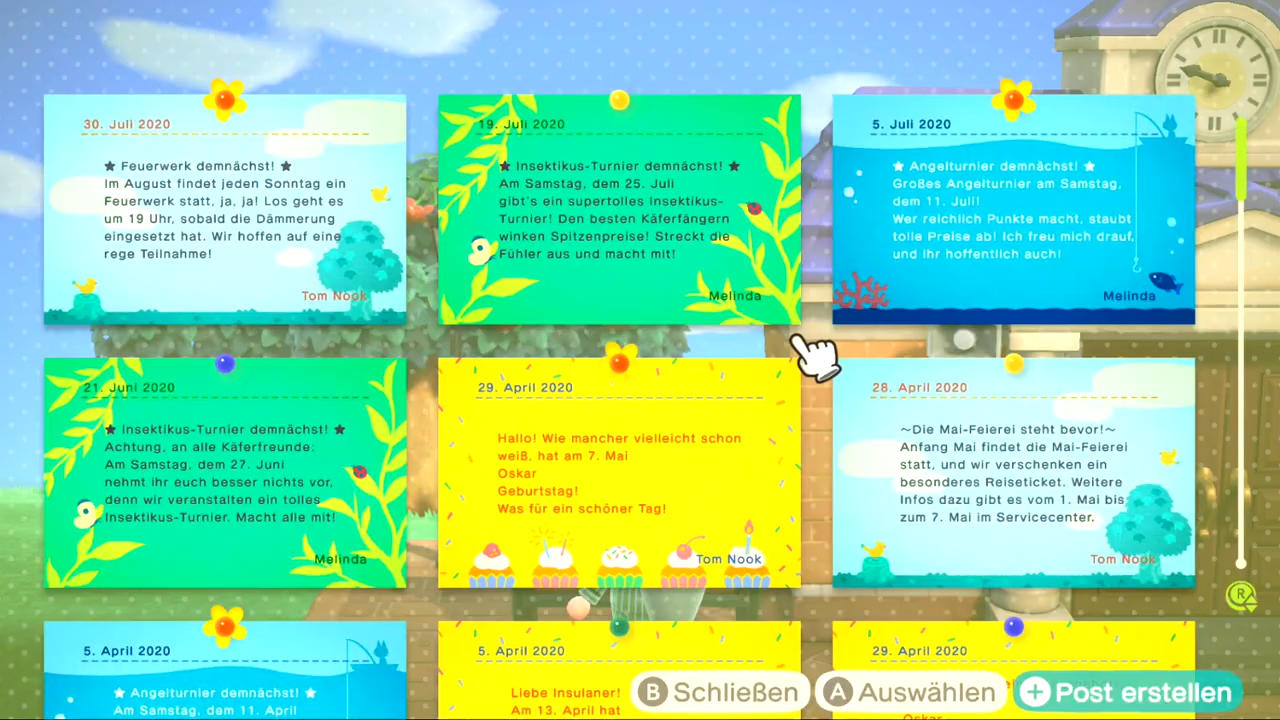 30. Juli 2020
★ Feuerwerk demnächst! ★
Im August findet jeden Sonntag ein
Feuerwerk statt, ja, ja! Los geht es
um 19 Uhr, sobald die Dämmerung
eingesetzt hat. Wir hoffen auf eine
rege Teilnahme!
Tom Nook
19. Juli 2020
★ Insektikus-Turnier demnächst! ★
Am Samstag, dem 25. Juli
gibt's ein supertolles Insektikus-
Turnier! Den besten Käferfängern
winken Spitzenpreise! Streckt die
Fühler aus und macht mit!
Melinda
5. Juli 2020
★ Angelturnier demnächst! ★
Großes Angelturnier am Samstag,
dem 11. Juli!
Wer reichlich Punkte macht, staubt
tolle Preise ab! Ich freu mich drauf,
und ihr hoffentlich auch!
Melinda
21. Juni 2020
★ Insektikus-Turnier demnächst! ★
Achtung, an alle Käferfreunde:
Am Samstag, dem 27. Juni
nehmt ihr euch besser nichts vor,
denn wir veranstalten ein tolles
Insektikus-Turnier. Macht alle mit!
Melinda
29. April 2020
Hallo! Wie mancher vielleicht schon
weiß, hat am 7. Mai
Oskar
Geburtstag!
Was für ein schöner Tag!
Tom Nook
28. April 2020
~Die Mai-Feierei steht bevor!~
Anfang Mai findet die Mai-Feierei
statt, und wir verschenken ein
besonderes Reiseticket. Weitere
Infos dazu gibt es vom 1. Mai bis
zum 7. Mai im Servicecenter.
Tom Nook
5. April 2020
★ Angelturnier demnächst! ★
Am Samstag, dem 11. April
5. April 2020
Liebe Insulaner!
Am 13. April hat
29. April 2020
Oskar
R
B Schließen
A Auswählen
+ Post erstellen